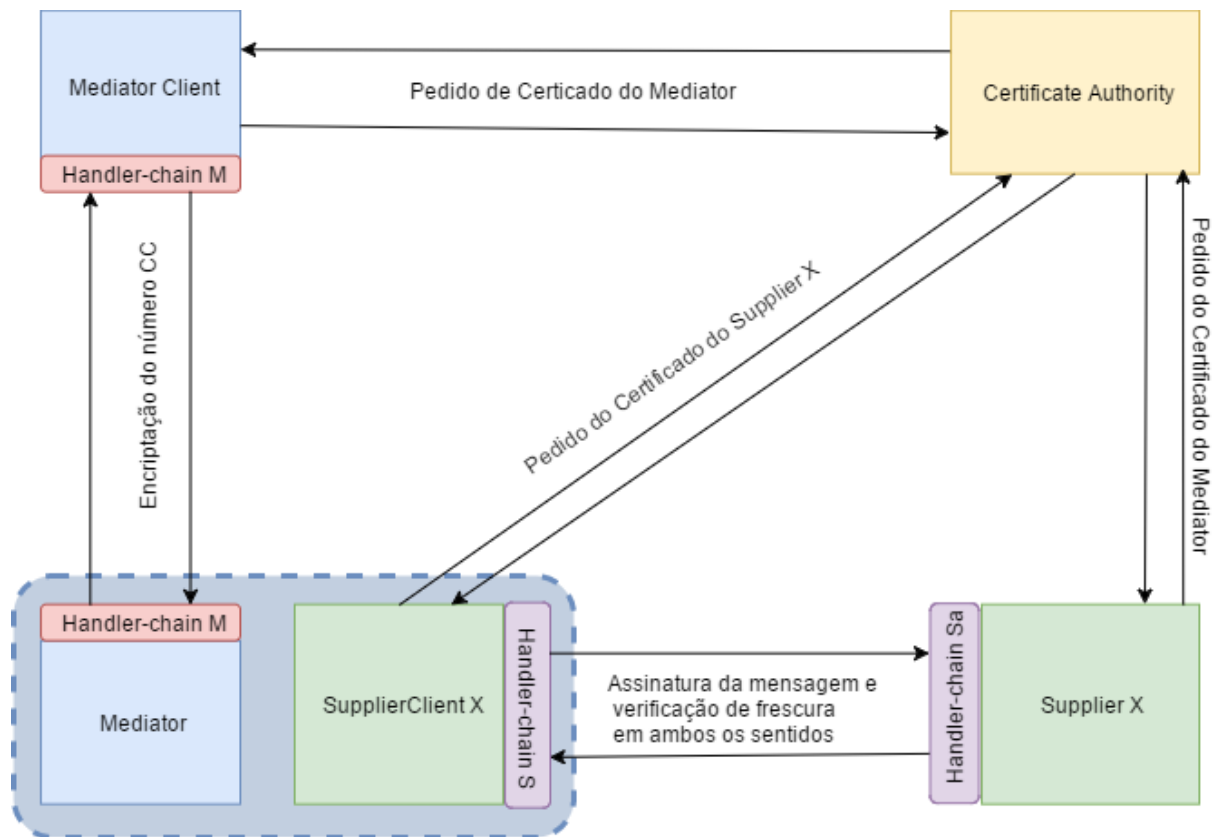 Mediator Client
Pedido de Certicado do Mediator
Certificate Authority
Handler-chain M
Encriptação do número CC
Pedido do Certificado do Supplier X
Pedido do Certificado do Mediator
Handler-chain M
Mediator
SupplierClient X
Handler-chain S
Assinatura da mensagem e
verificação de frescura
em ambos os sentidos
Handler-chain Sa
Supplier X